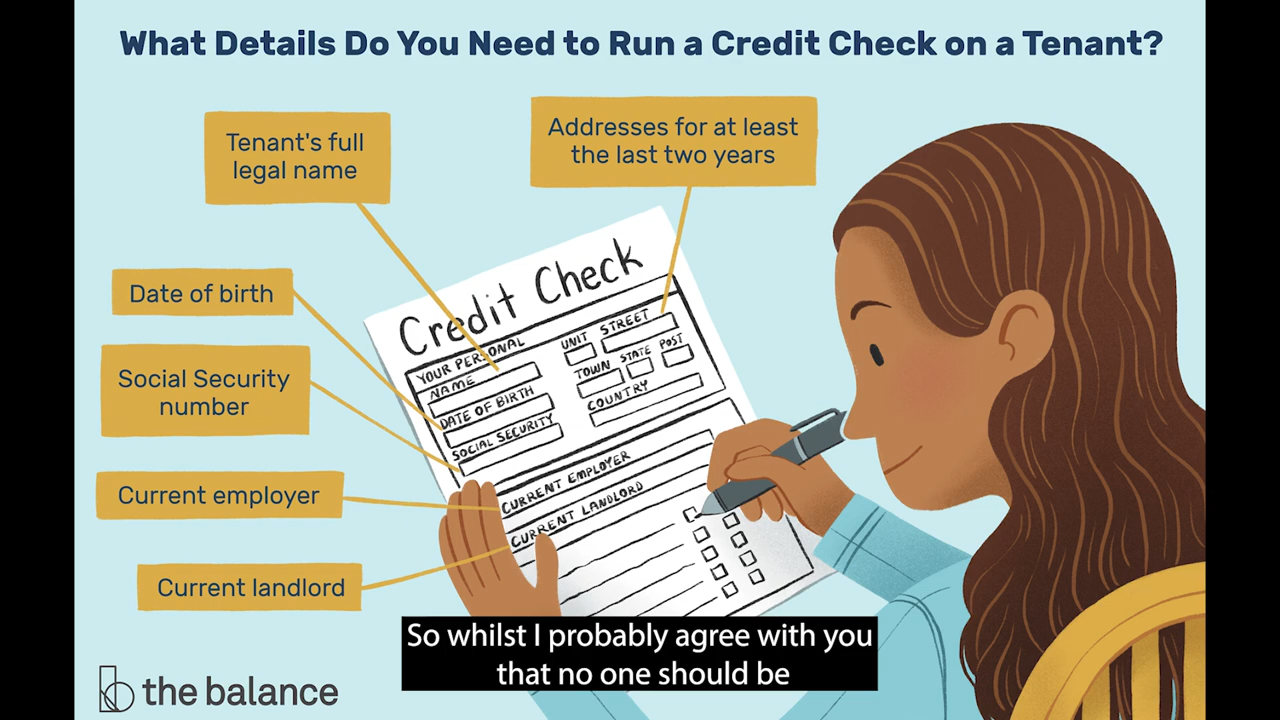 What Details Do You Need to Run a Credit Check on a Tenant?
Tenant's full
legal name
Addresses for at least
the last two years
Date of birth
Social Security
number
Current employer
Current landlord
Credit Check
YOUR PERSONAL
NAME
DATE OF BIRTH
SOCIAL SECURITY
UNIT STREET
TOWN STATE POST
COUNTRY
CURRENT EMPLOYER
CURRENT LANDLORD
So whilst I probably agree with you
that no one should be
the balance